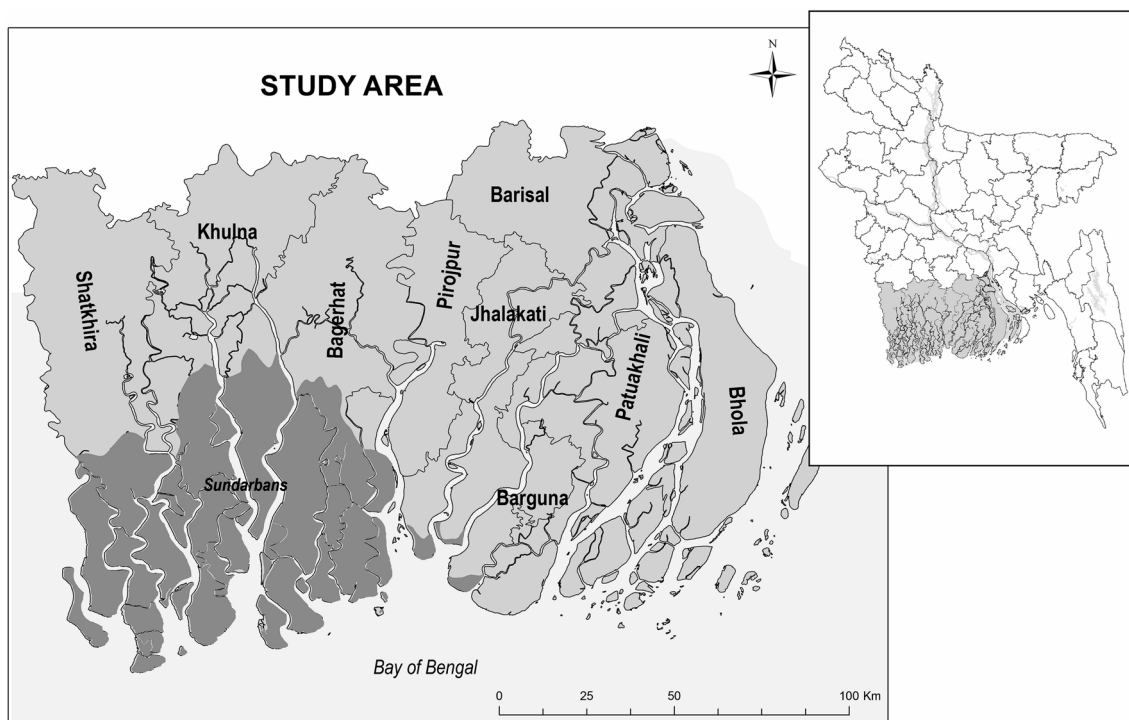 N
STUDY AREA
Barisal
Khulna
Pirojpur
Shatkhira
Bagerhat
Jhalakati
Patuakhali
Bhola
Sundarbans
Barguna
Bay of Bengal
0 25 50 100 Km